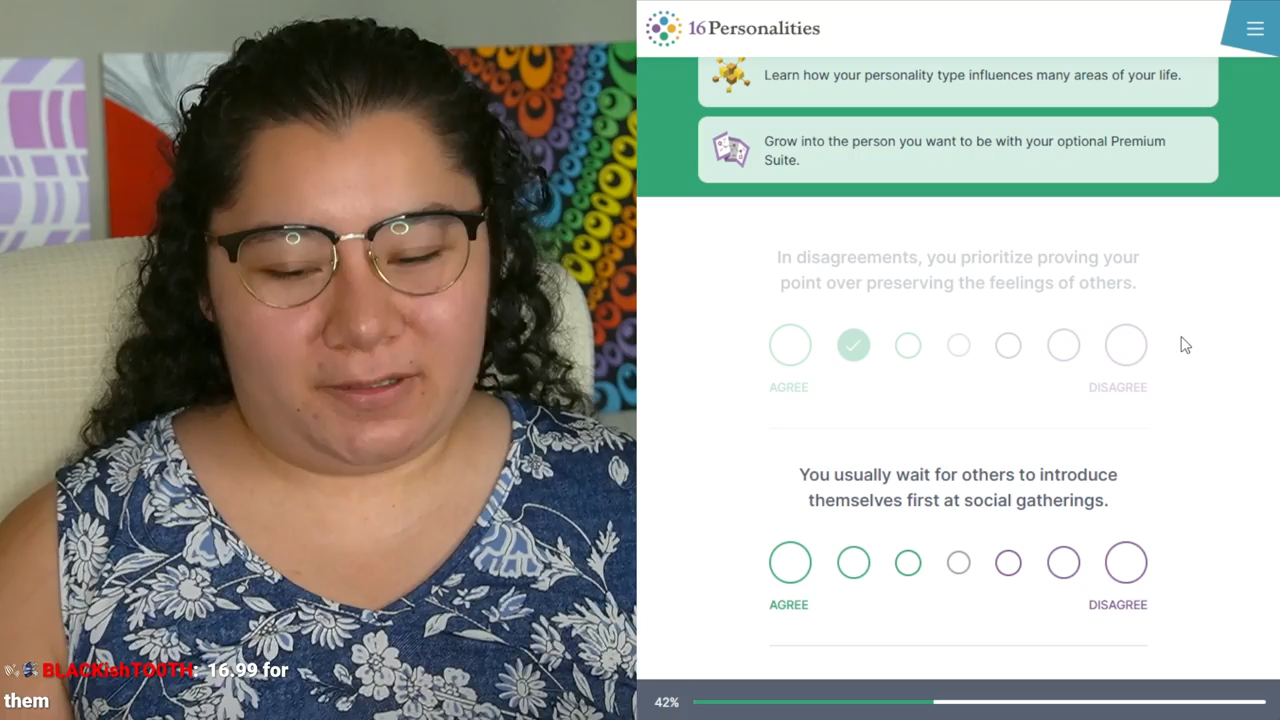 16Personalities
Learn how your personality type influences many areas of your life.
Grow into the person you want to be with your optional Premium
Suite.
In disagreements, you prioritize proving your
point over preserving the feelings of others.
AGREE
DISAGREE
You usually wait for others to introduce
themselves first at social gatherings.
AGREE
DISAGREE
BLACKishTOOTH: 16.99 for
them
42%